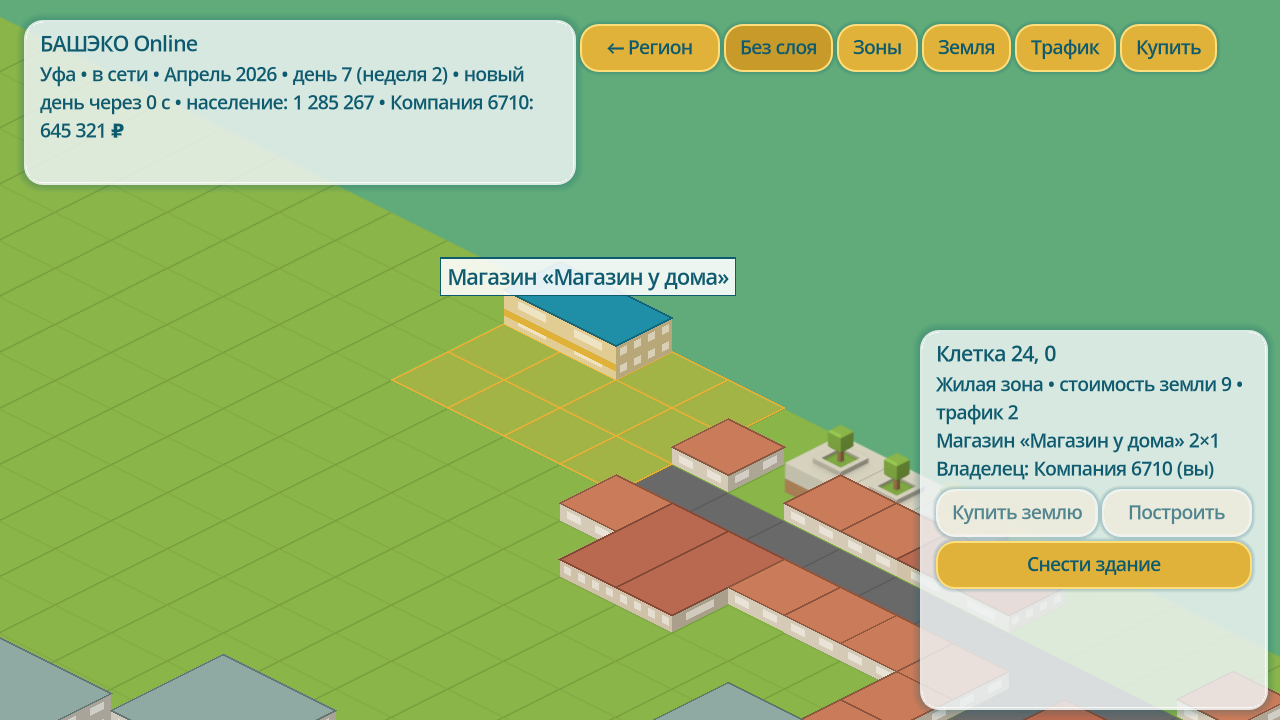 БАШЭКО Online
Уфа • в сети • Апрель 2026 • день 7 (неделя 2) • новый
день через 0 с • население: 1 285 267 • Компания 6710:
645 321 ₽
← Регион
Без слоя
Зоны
Земля
Трафик
Купить
Магазин «Магазин у дома»
Клетка 24, 0
Жилая зона • стоимость земли 9 •
трафик 2
Магазин «Магазин у дома» 2×1
Владелец: Компания 6710 (вы)
Купить землю
Построить
Снести здание